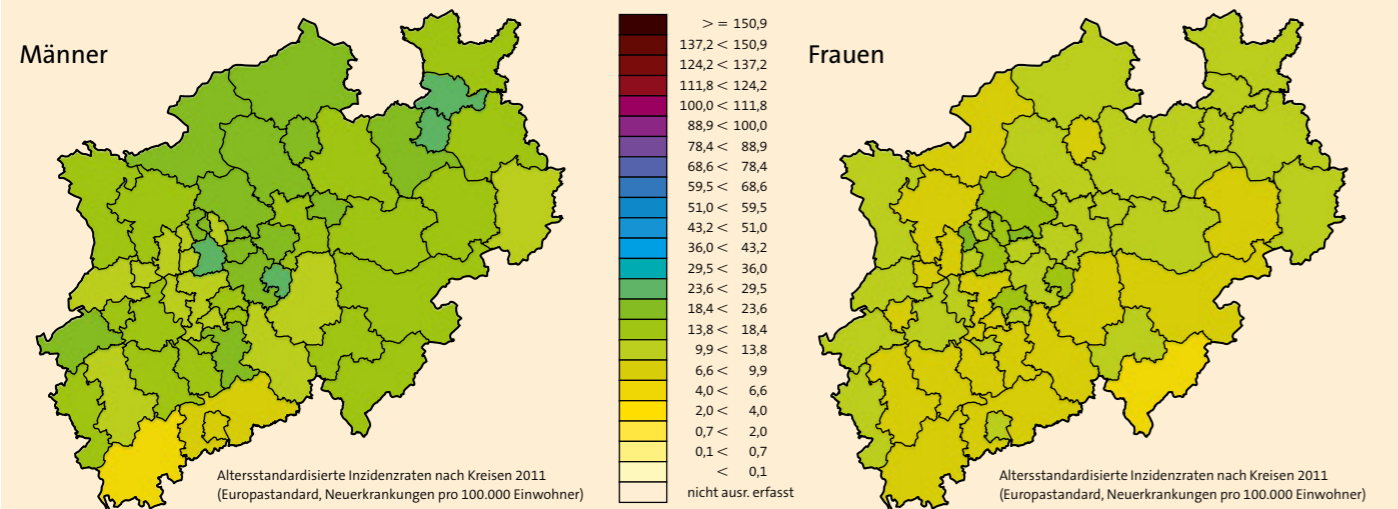 Männer
> = 150,9
137,2 < 150,9
124,2 < 137,2
111,8 < 124,2
100,0 < 111,8
88,9 < 100,0
78,4 < 88,9
68,6 < 78,4
59,5 < 68,6
51,0 < 59,5
43,2 < 51,0
36,0 < 43,2
29,5 < 36,0
23,6 < 29,5
18,4 < 23,6
13,8 < 18,4
9,9 < 13,8
6,6 < 9,9
4,0 < 6,6
2,0 < 4,0
0,7 < 2,0
0,1 < 0,7
< 0,1
nicht ausr. erfasst
Altersstandardisierte Inzidenzraten nach Kreisen 2011
(Europastandard, Neuerkrankungen pro 100.000 Einwohner)
Frauen
Altersstandardisierte Inzidenzraten nach Kreisen 2011
(Europastandard, Neuerkrankungen pro 100.000 Einwohner)